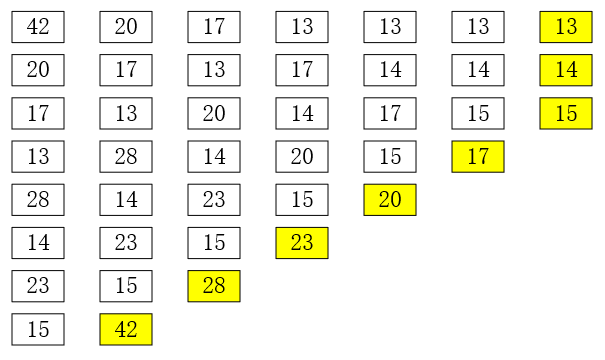 42 20 17 13 13 13 13
20 17 13 17 14 14 14
17 13 20 14 17 15 15
13 28 14 20 15 17
28 14 23 15 20
14 23 15 23
23 15 28
15 42